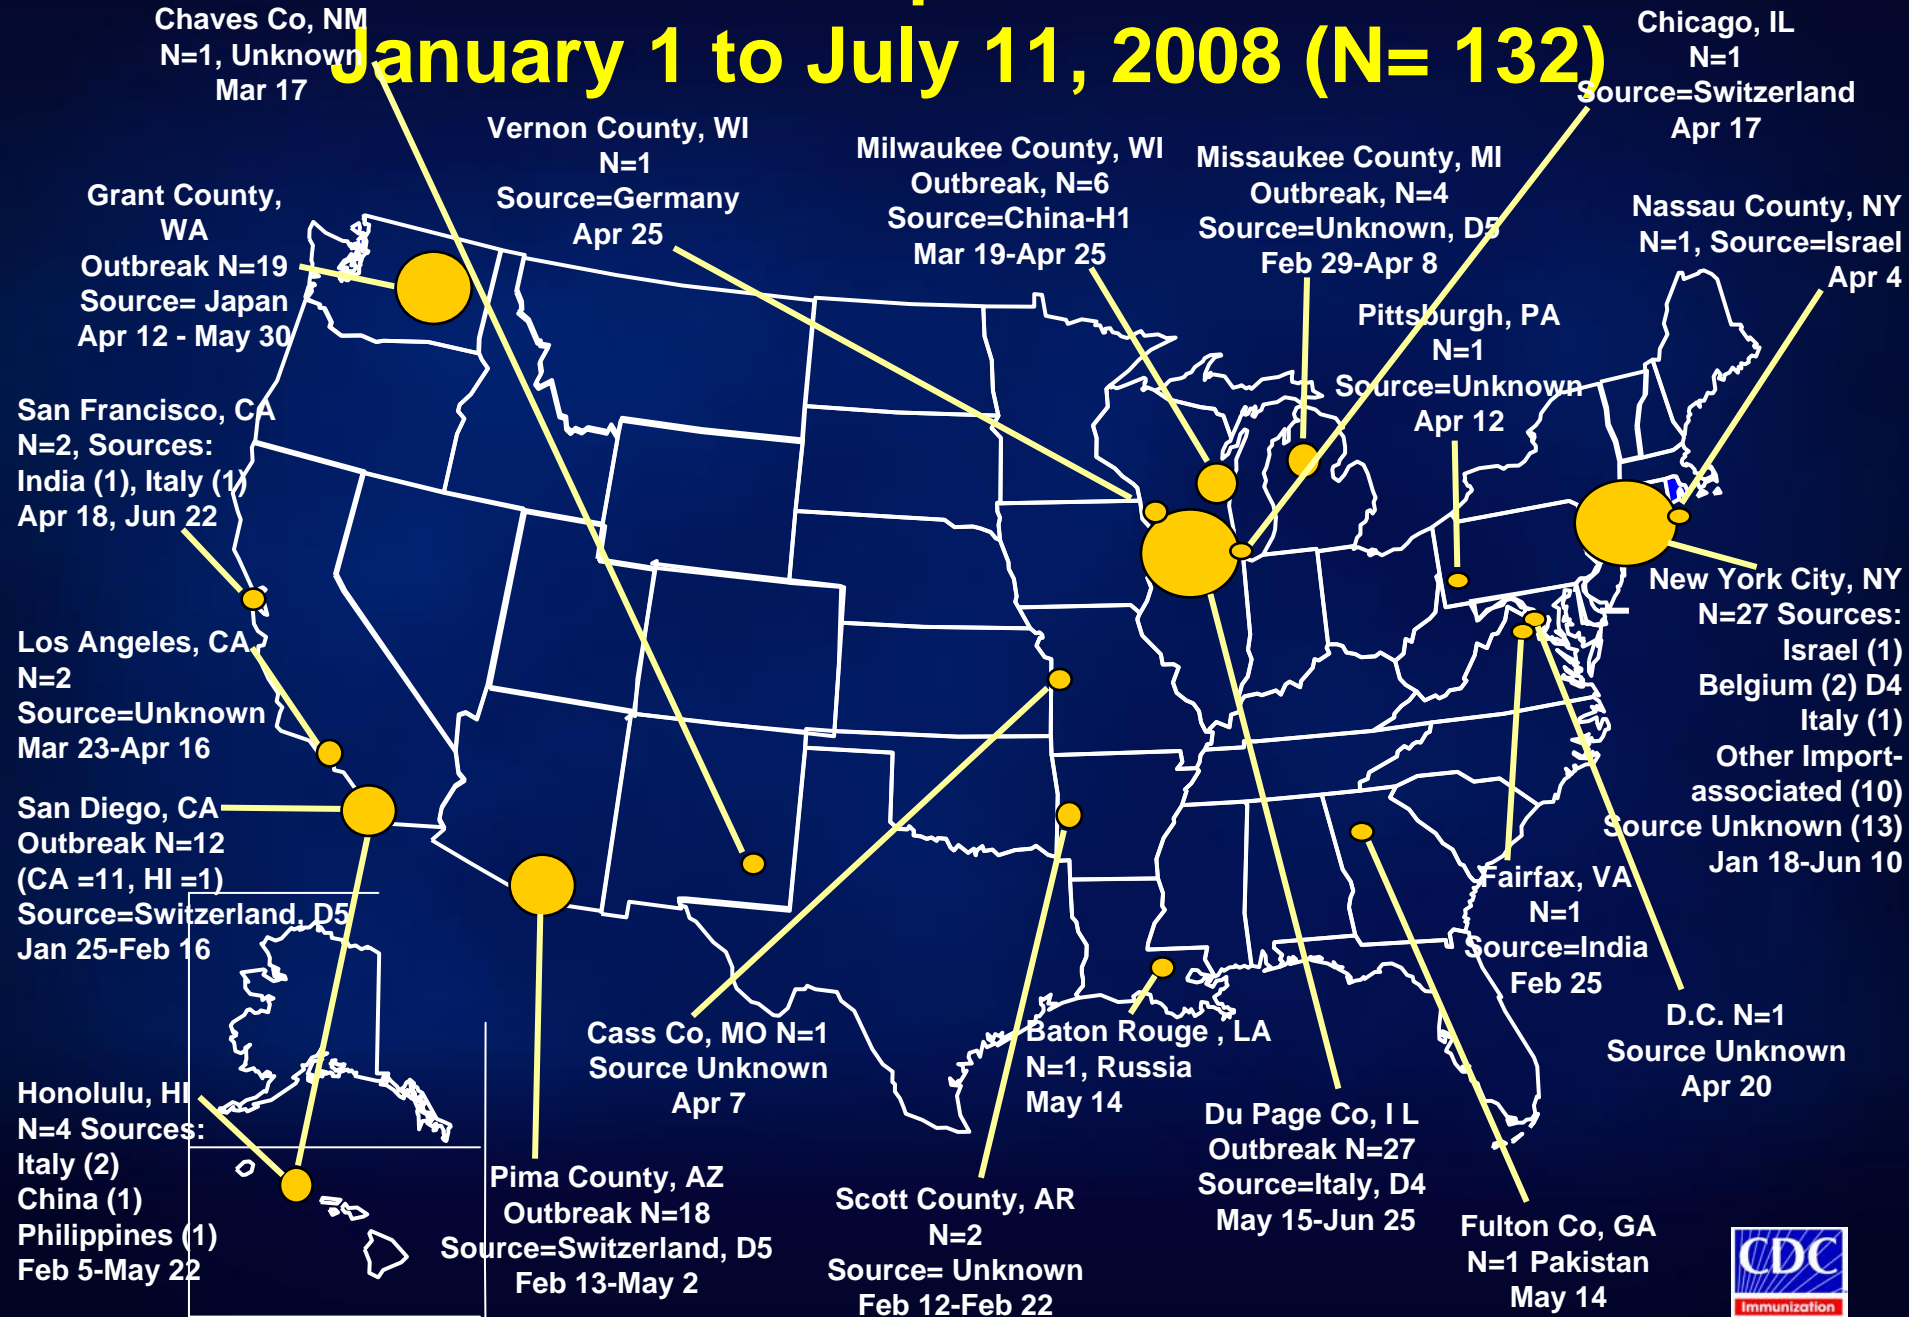 January 1 to July 11, 2008 (N= 132)
Chaves Co, NM
N=1, Unknown
Mar 17
Chicago, IL
N=1
Source=Switzerland
Apr 17
Vernon County, WI
N=1
Source=Germany
Apr 25
Milwaukee County, WI
Outbreak, N=6
Source=China-H1
Mar 19-Apr 25
Missaukee County, MI
Outbreak, N=4
Source=Unknown, D5
Feb 29-Apr 8
Grant County,
WA
Outbreak N=19
Source= Japan
Apr 12 - May 30
Nassau County, NY
N=1, Source=Israel
Apr 4
Pittsburgh, PA
N=1
Source=Unknown
Apr 12
San Francisco, CA
N=2, Sources:
India (1), Italy (1)
Apr 18, Jun 22
New York City, NY
N=27 Sources:
Israel (1)
Belgium (2) D4
Italy (1)
Other Import-
associated (10)
Source Unknown (13)
Jan 18-Jun 10
Los Angeles, CA
N=2
Source=Unknown
Mar 23-Apr 16
San Diego, CA
Outbreak N=12
(CA =11, HI =1)
Source=Switzerland, D5
Jan 25-Feb 16
Fairfax, VA
N=1
Source=India
Feb 25
D.C. N=1
Source Unknown
Apr 20
Cass Co, MO N=1
Source Unknown
Apr 7
Baton Rouge , LA
N=1, Russia
May 14
Honolulu, HI
N=4 Sources:
Italy (2)
China (1)
Philippines (1)
Feb 5-May 22
Pima County, AZ
Outbreak N=18
Source=Switzerland, D5
Feb 13-May 2
Scott County, AR
N=2
Source= Unknown
Feb 12-Feb 22
Du Page Co, I L
Outbreak N=27
Source=Italy, D4
May 15-Jun 25
Fulton Co, GA
N=1 Pakistan
May 14
CDC
Immunization